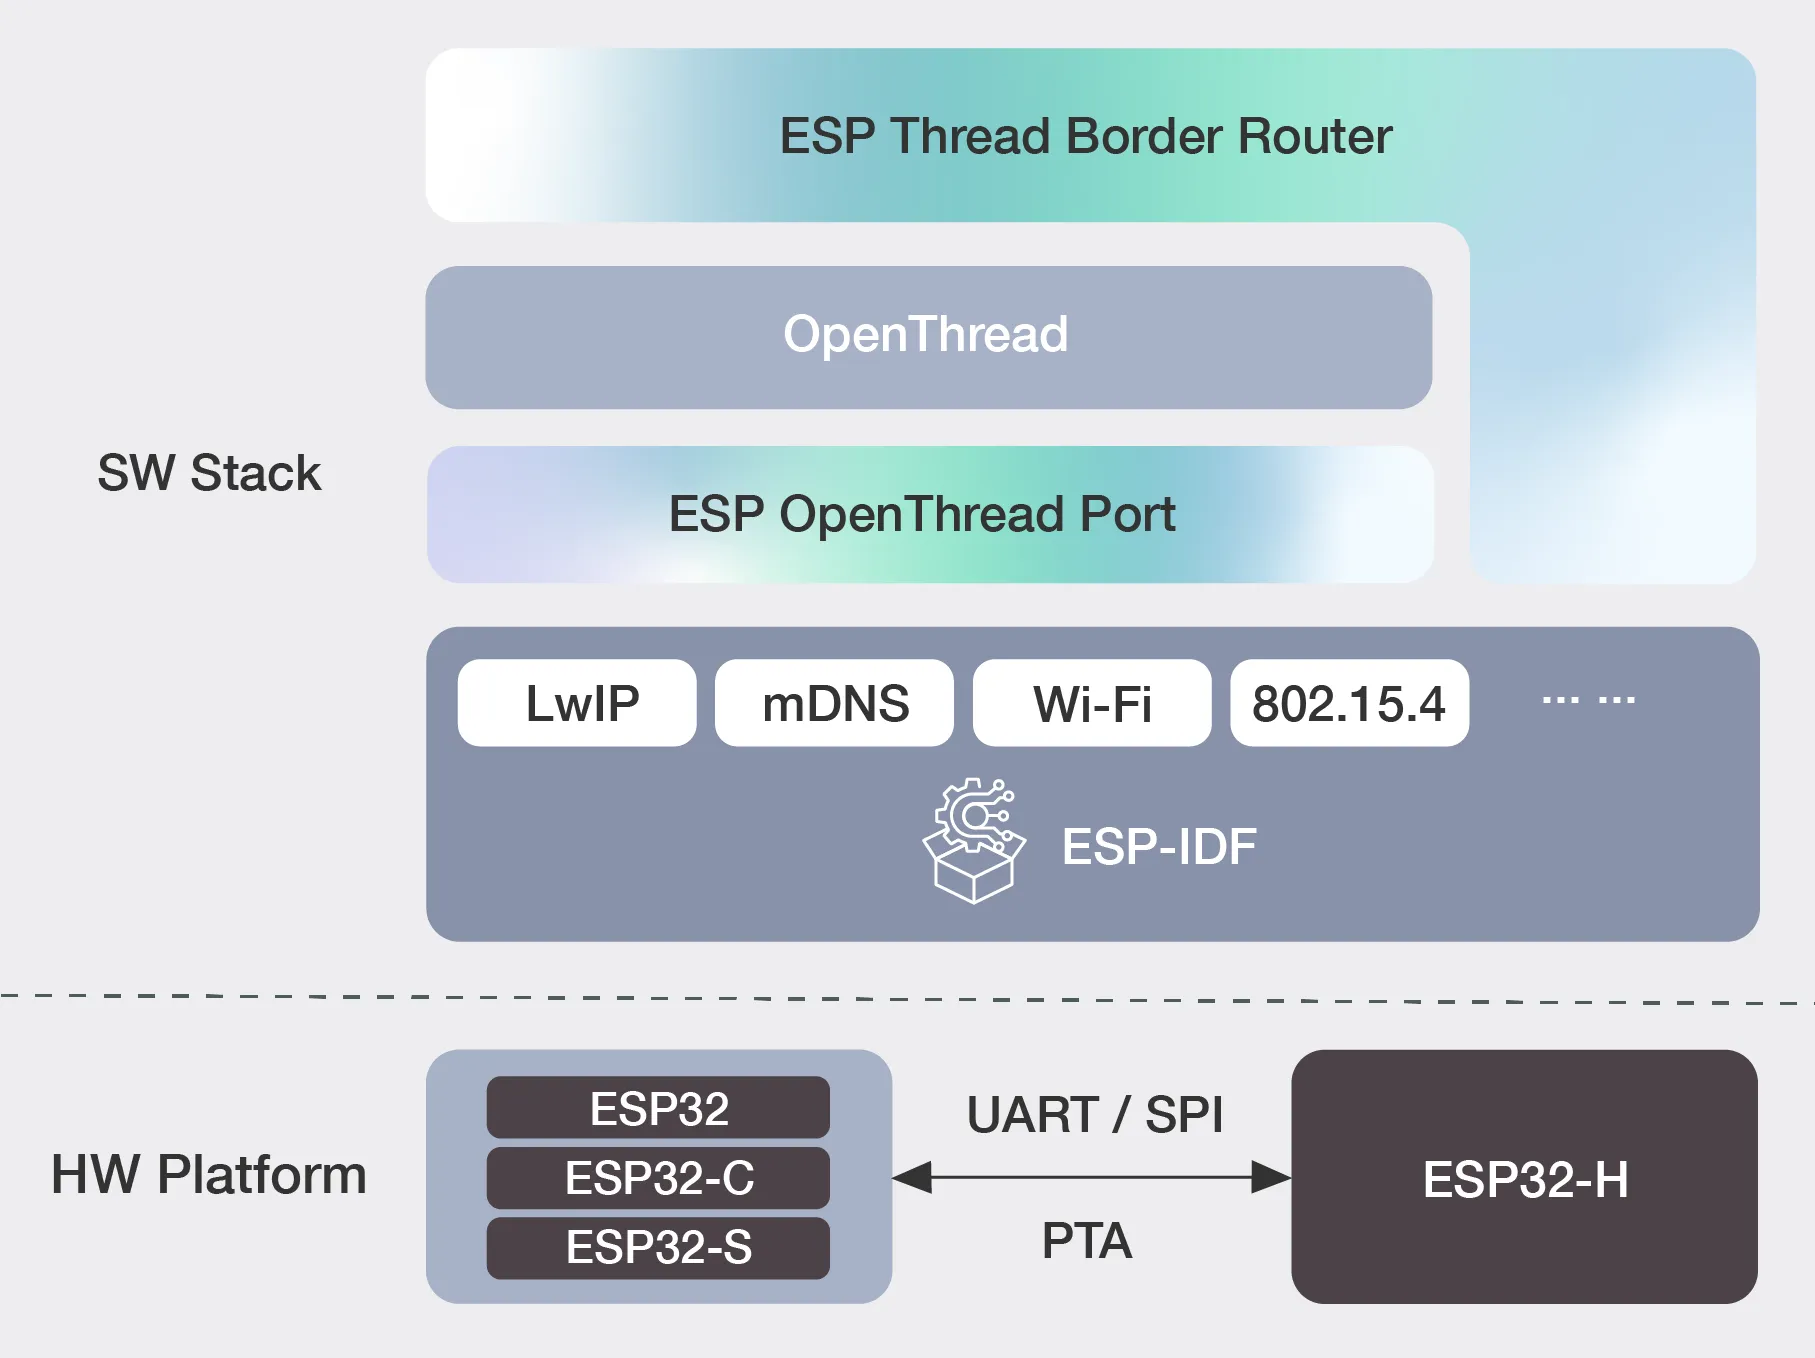 ESP Thread Border Router
OpenThread
SW Stack
ESP OpenThread Port
LwIP
mDNS
Wi-Fi
802.15.4
... ...
ESP-IDF
HW Platform
ESP32
ESP32-C
ESP32-S
UART / SPI
PTA
ESP32-H